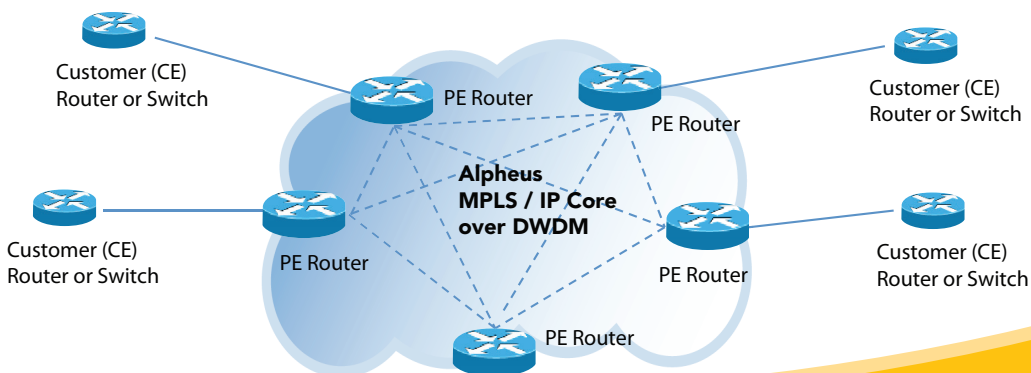 Customer (CE)
Router or Switch
PE Router
PE Router
Customer (CE)
Router or Switch
Alpheus
MPLS / IP Core
over DWDM
Customer (CE)
Router or Switch
PE Router
PE Router
Customer (CE)
Router or Switch
PE Router